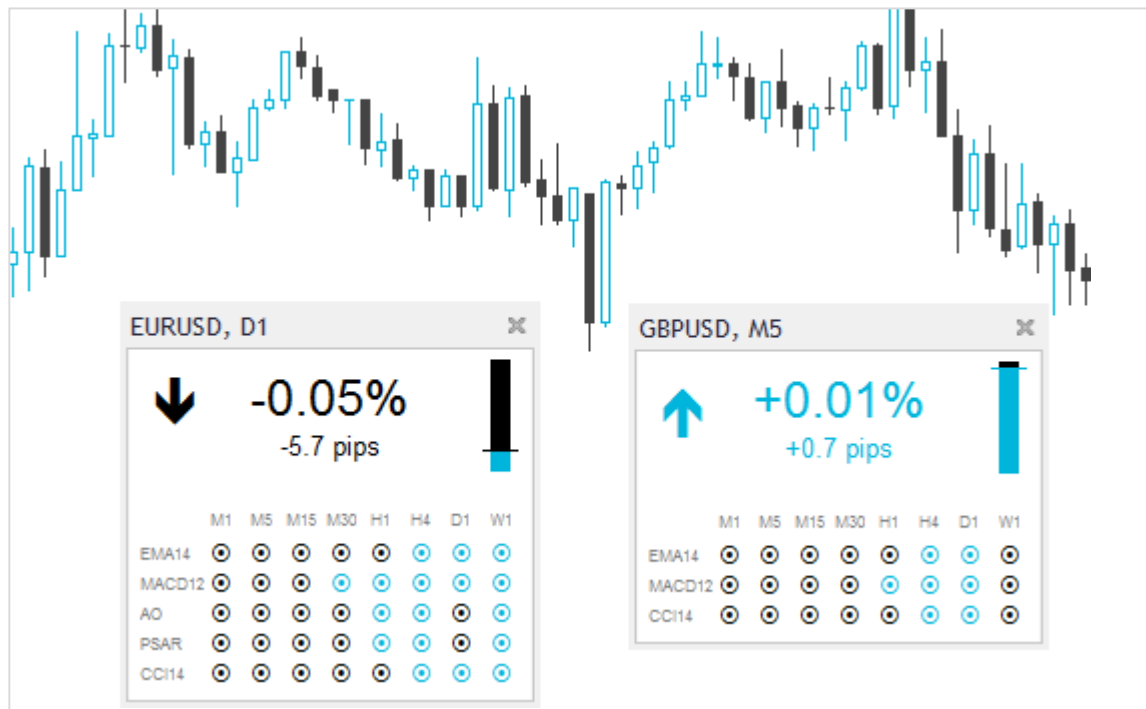 EURUSD, D1
-0.05%
-5.7 pips
M1 M5 M15 M30 H1 H4 D1 W1
EMA14
MACD12
AO
PSAR
CCI14
GBPUSD, M5
+0.01%
+0.7 pips
M1 M5 M15 M30 H1 H4 D1 W1
EMA14
MACD12
CCI14